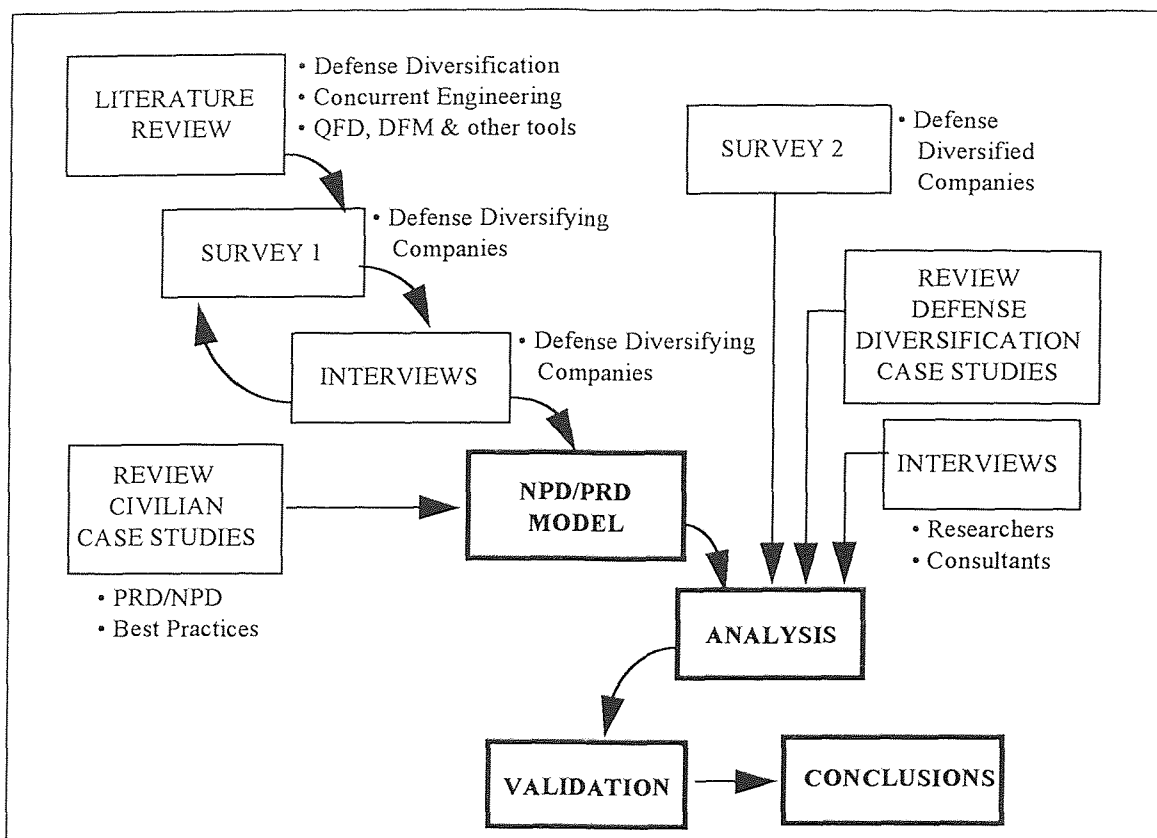 LITERATURE
REVIEW
• Defense Diversification
• Concurrent Engineering
• QFD, DFM & other tools
SURVEY 2
• Defense
Diversified
Companies
SURVEY 1
• Defense Diversifying
Companies
REVIEW
DEFENSE
DIVERSIFICATION
CASE STUDIES
INTERVIEWS
• Defense Diversifying
Companies
INTERVIEWS
• Researchers
• Consultants
REVIEW
CIVILIAN
CASE STUDIES
• PRD/NPD
• Best Practices
NPD/PRD
MODEL
ANALYSIS
VALIDATION
CONCLUSIONS